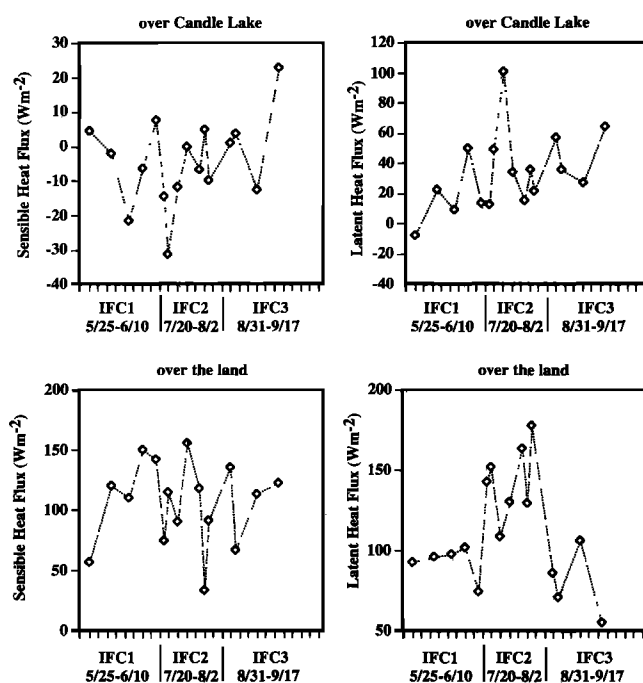 over Candle Lake
Sensible Heat Flux (Wm-2)
30
20
10
0
-10
-20
-30
-40
IFC1
5/25-6/10
IFC2
7/20-8/2
IFC3
8/31-9/17
over Candle Lake
Latent Heat Flux (Wm-2)
120
100
80
60
40
20
0
-20
-40
IFC1
5/25-6/10
IFC2
7/20-8/2
IFC3
8/31-9/17
over the land
Sensible Heat Flux (Wm-2)
200
150
100
50
0
IFC1
5/25-6/10
IFC2
7/20-8/2
IFC3
8/31-9/17
over the land
Latent Heat Flux (Wm-2)
200
150
100
50
IFC1
5/25-6/10
IFC2
7/20-8/2
IFC3
8/31-9/17